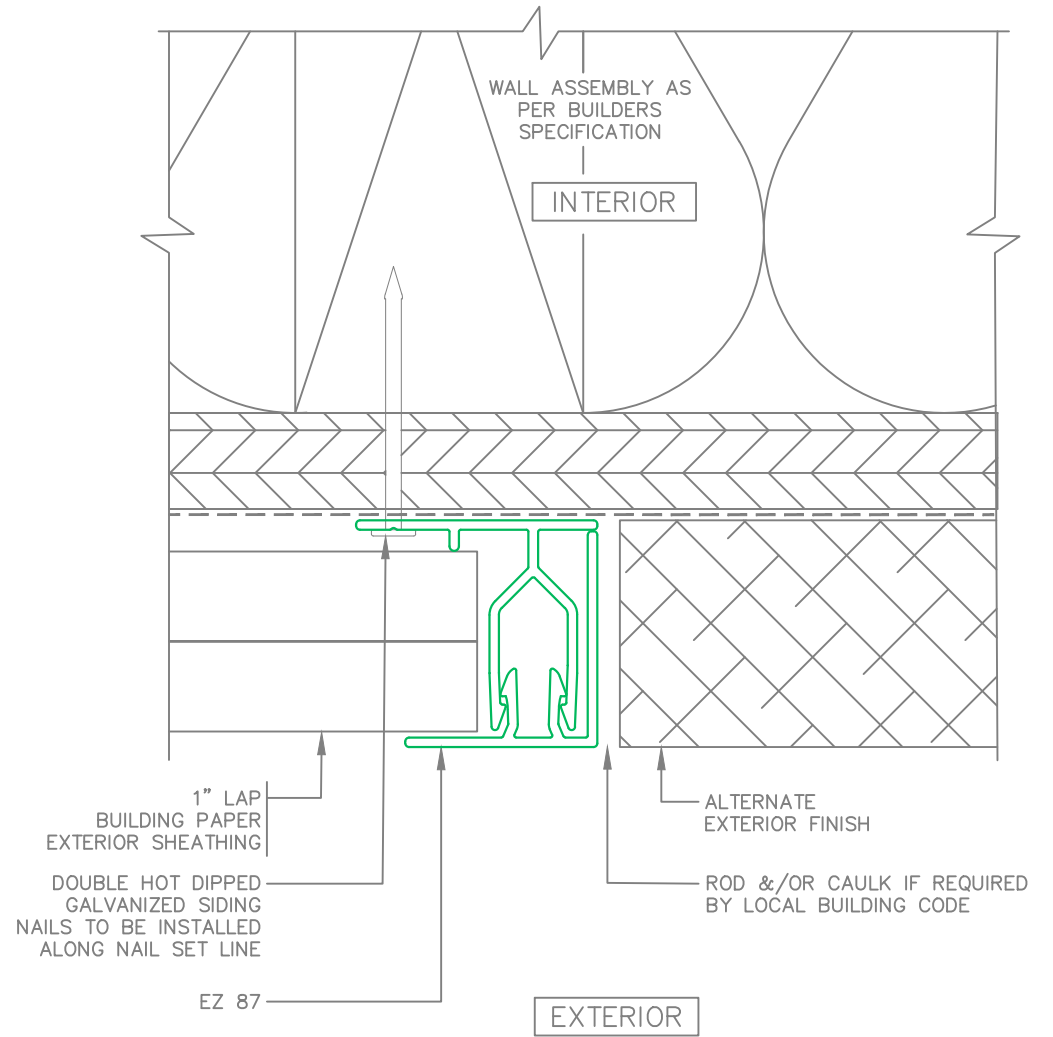 WALL ASSEMBLY AS
PER BUILDERS
SPECIFICATION
INTERIOR
1" LAP
BUILDING PAPER
EXTERIOR SHEATHING
DOUBLE HOT DIPPED
GALVANIZED SIDING
NAILS TO BE INSTALLED
ALONG NAIL SET LINE
EZ 87
ALTERNATE
EXTERIOR FINISH
ROD &/OR CAULK IF REQUIRED
BY LOCAL BUILDING CODE
EXTERIOR